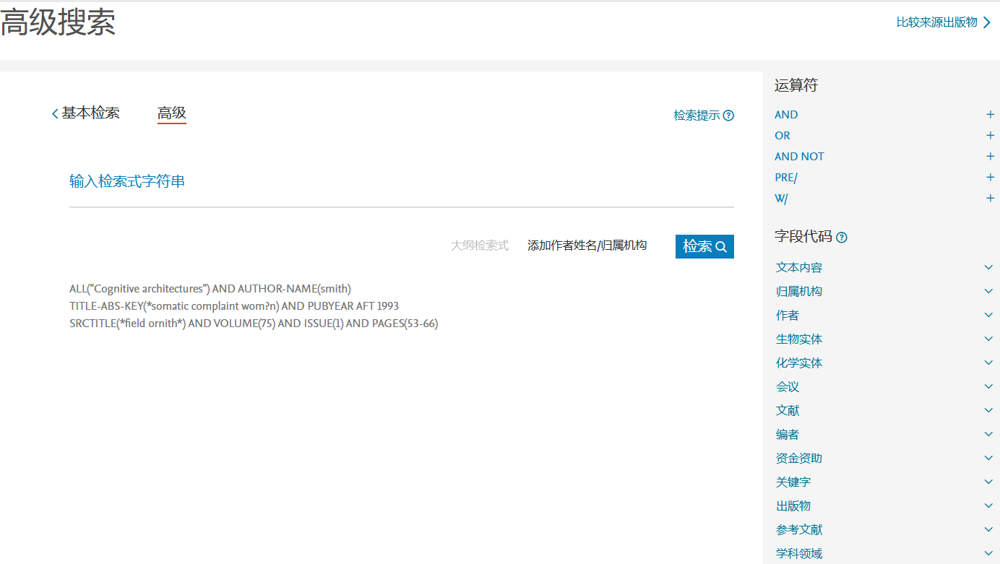 高级搜索
比较来源出版物
基本检索
高级
检索提示
输入检索式字符串
大纲检索式
添加作者姓名/归属机构
检索
ALL("Cognitive architectures") AND AUTHOR-NAME(smith)
TITLE-ABS-KEY(*somatic complaint wom?n) AND PUBYEAR AFT 1993
SRCTITLE(*field ornith*) AND VOLUME(75) AND ISSUE(1) AND PAGES(53-66)
运算符
AND
OR
AND NOT
PRE/
W/
字段代码
文本内容
归属机构
作者
生物实体
化学实体
会议
文献
编者
资金资助
关键字
出版物
参考文献
学科领域